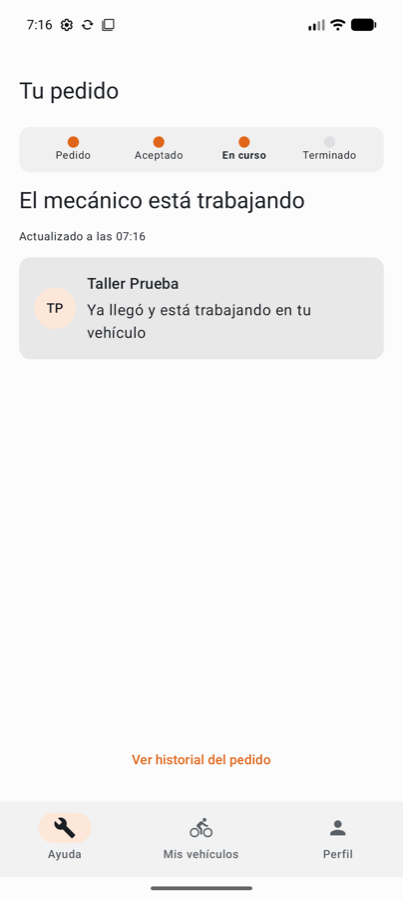 7:16
Tu pedido
Pedido
Aceptado
En curso
Terminado
El mecánico está trabajando
Actualizado a las 07:16
TP
Taller Prueba
Ya llegó y está trabajando en tu
vehículo
Ver historial del pedido
Ayuda
Mis vehículos
Perfil